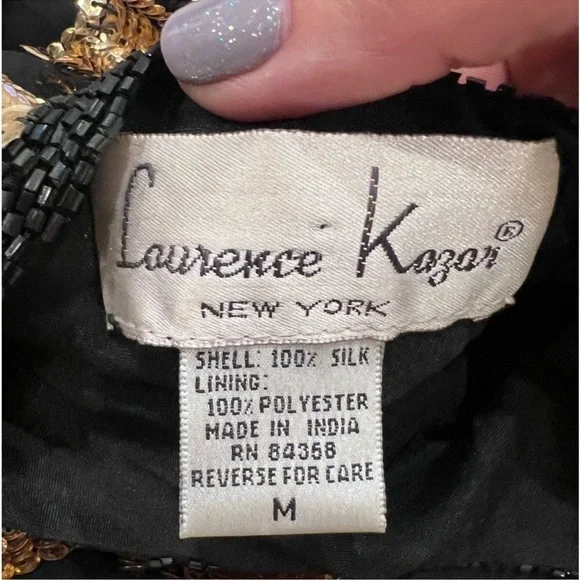 Laurence Kazar®
NEW YORK
SHELL: 100% SILK
LINING:
100% POLYESTER
MADE IN INDIA
RN 84368
REVERSE FOR CARE
M